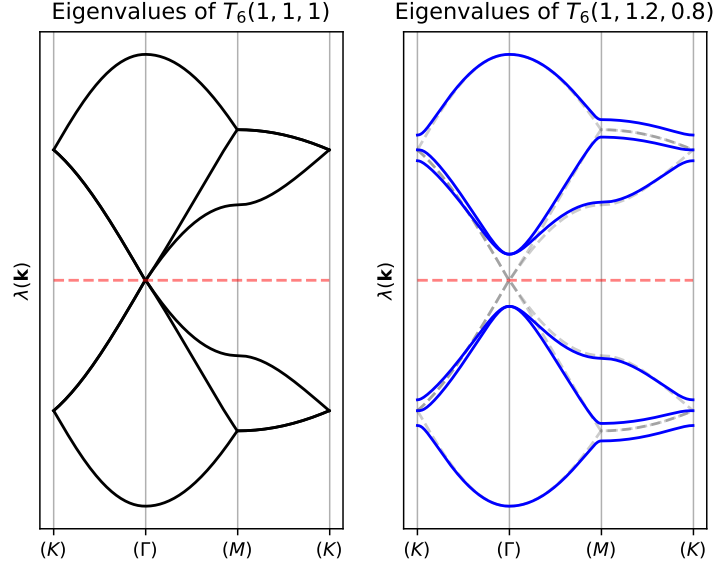 Eigenvalues of T₆(1, 1, 1)
λ(k)
(K) (Γ) (M) (K)
Eigenvalues of T₆(1, 1.2, 0.8)
λ(k)
(K) (Γ) (M) (K)